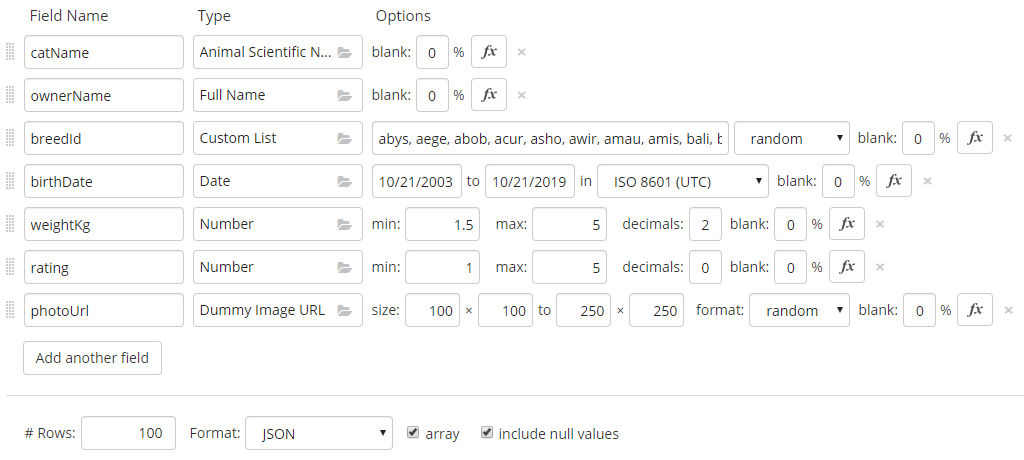 Field Name Type Options
catName Animal Scientific N... blank: 0 % fx ×
ownerName Full Name blank: 0 % fx ×
breedId Custom List abys, aege, abob, acur, asho, awir, amau, amis, bali, b random blank: 0 % fx ×
birthDate Date 10/21/2003 to 10/21/2019 in ISO 8601 (UTC) blank: 0 % fx ×
weightKg Number min: 1.5 max: 5 decimals: 2 blank: 0 % fx ×
rating Number min: 1 max: 5 decimals: 0 blank: 0 % fx ×
photoUrl Dummy Image URL size: 100 × 100 to 250 × 250 format: random blank: 0 % fx ×
Add another field
# Rows: 100 Format: JSON array include null values